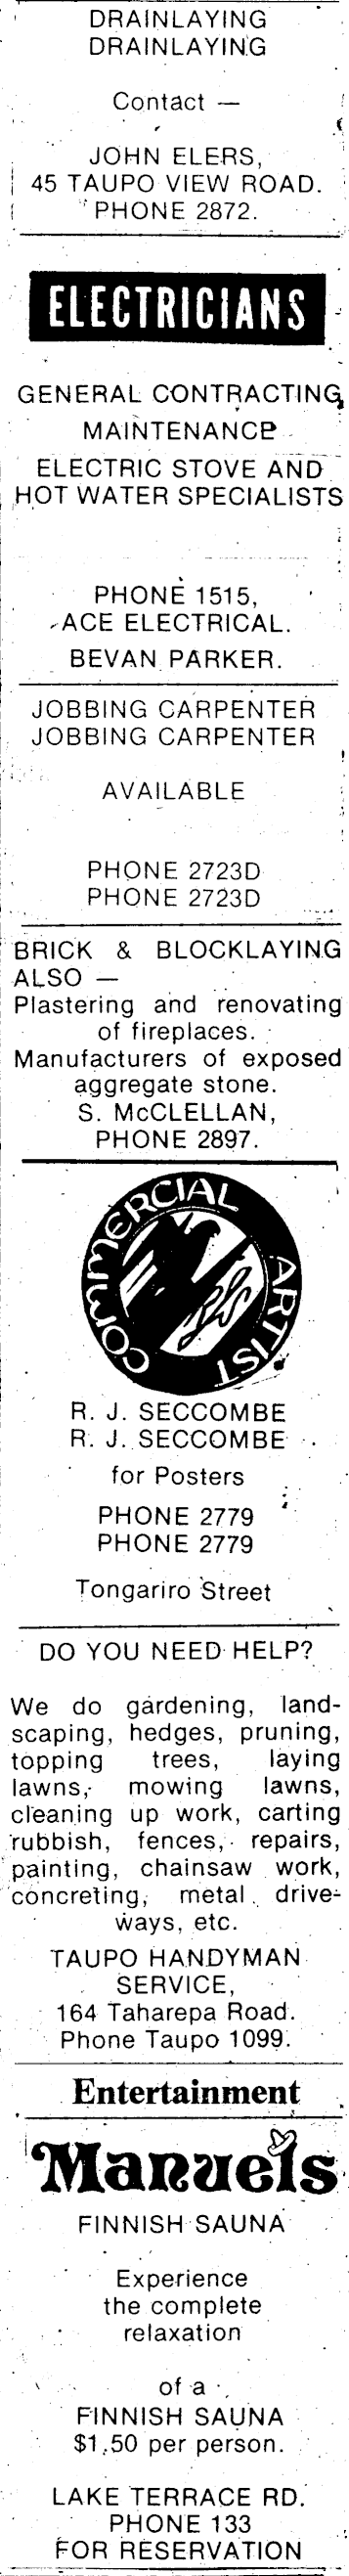 DRAINLAYING
DRAINLAYING
Contact —
JOHN ELERS,
45 TAUPO VIEW ROAD.
PHONE 2872.
ELECTRICIANS
GENERAL CONTRACTING,
MAINTENANCE
ELECTRIC STOVE AND
HOT WATER SPECIALISTS
PHONE 1515,
ACE ELECTRICAL.
BEVAN PARKER.
JOBBING CARPENTER
JOBBING CARPENTER
AVAILABLE
PHONE 2723D
PHONE 2723D
BRICK & BLOCKLAYING
ALSO —
Plastering and renovating
of fireplaces.
Manufacturers of exposed
aggregate stone.
S. McCLELLAN,
PHONE 2897.
COMMERCIAL ARTIST
R. J. SECCOMBE
R. J. SECCOMBE
for Posters
PHONE 2779
PHONE 2779
Tongariro Street
DO YOU NEED HELP?
We do gardening, land-
scaping, hedges, pruning,
topping trees, laying
lawns, mowing lawns,
cleaning up work, carting
rubbish, fences, repairs,
painting, chainsaw work,
concreting, metal drive-
ways, etc.
TAUPO HANDYMAN
SERVICE,
164 Taharepa Road.
Phone Taupo 1099.
Entertainment
Manuels
FINNISH SAUNA
Experience
the complete
relaxation
of a
FINNISH SAUNA
$1.50 per person.
LAKE TERRACE RD.
PHONE 133
FOR RESERVATION